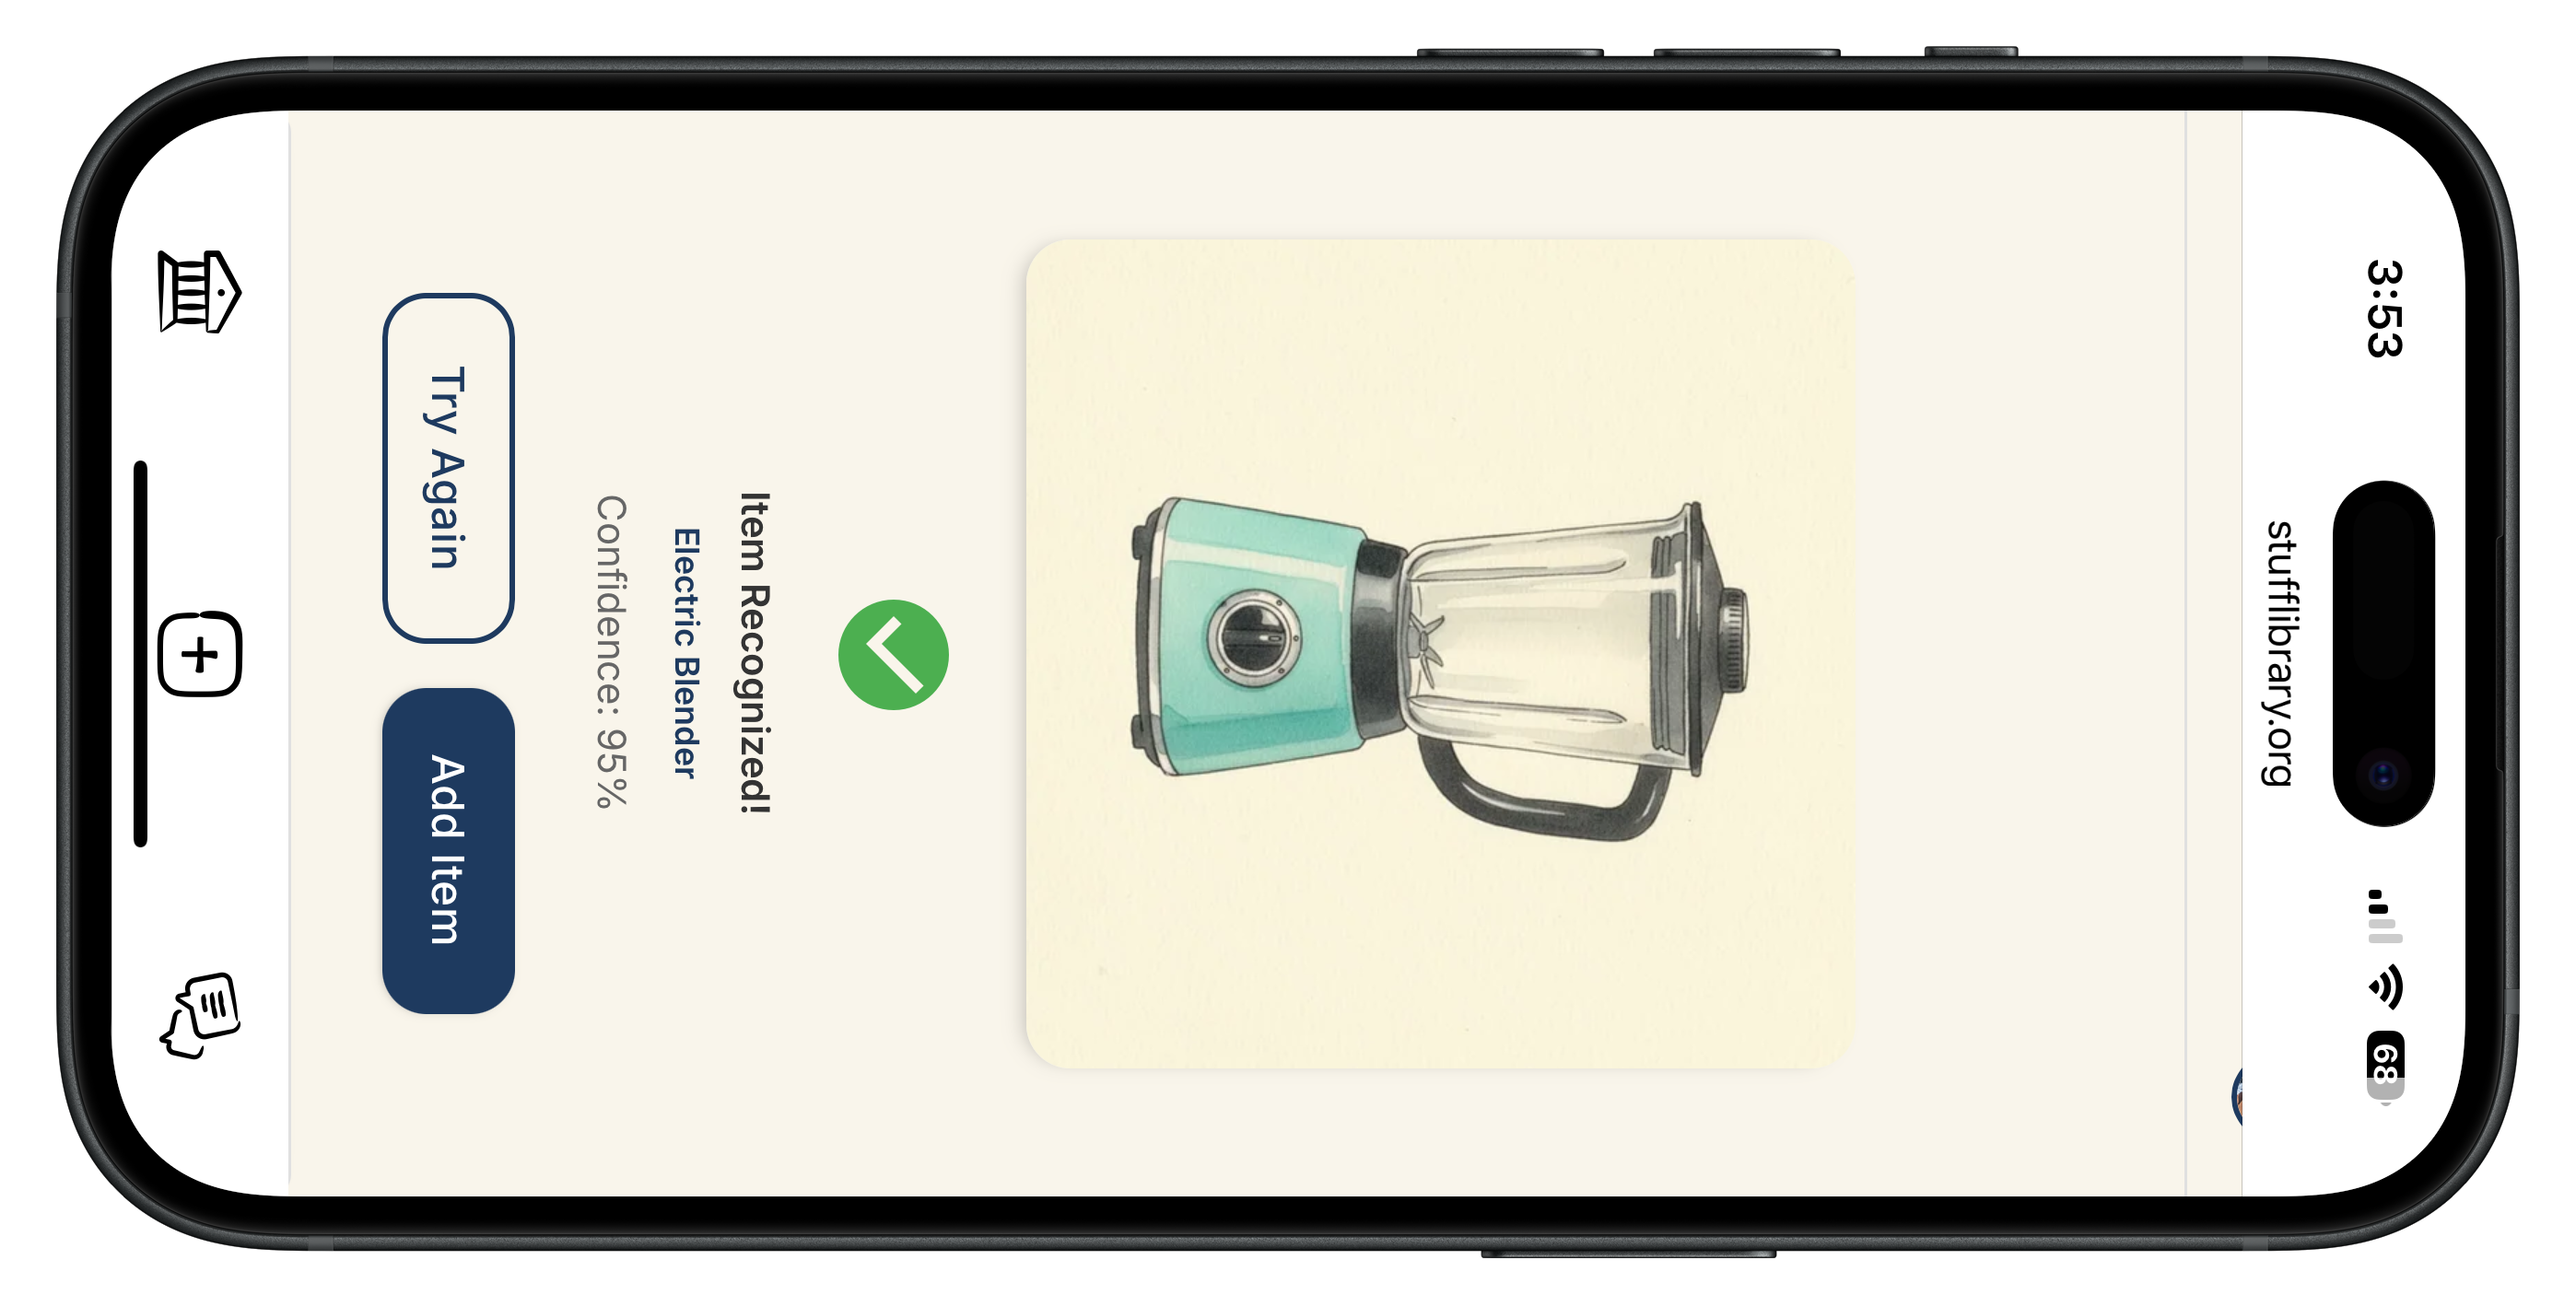 3:53
68
stufflibrary.org
Item Recognized!
Electric Blender
Confidence: 95%
Try Again
Add Item